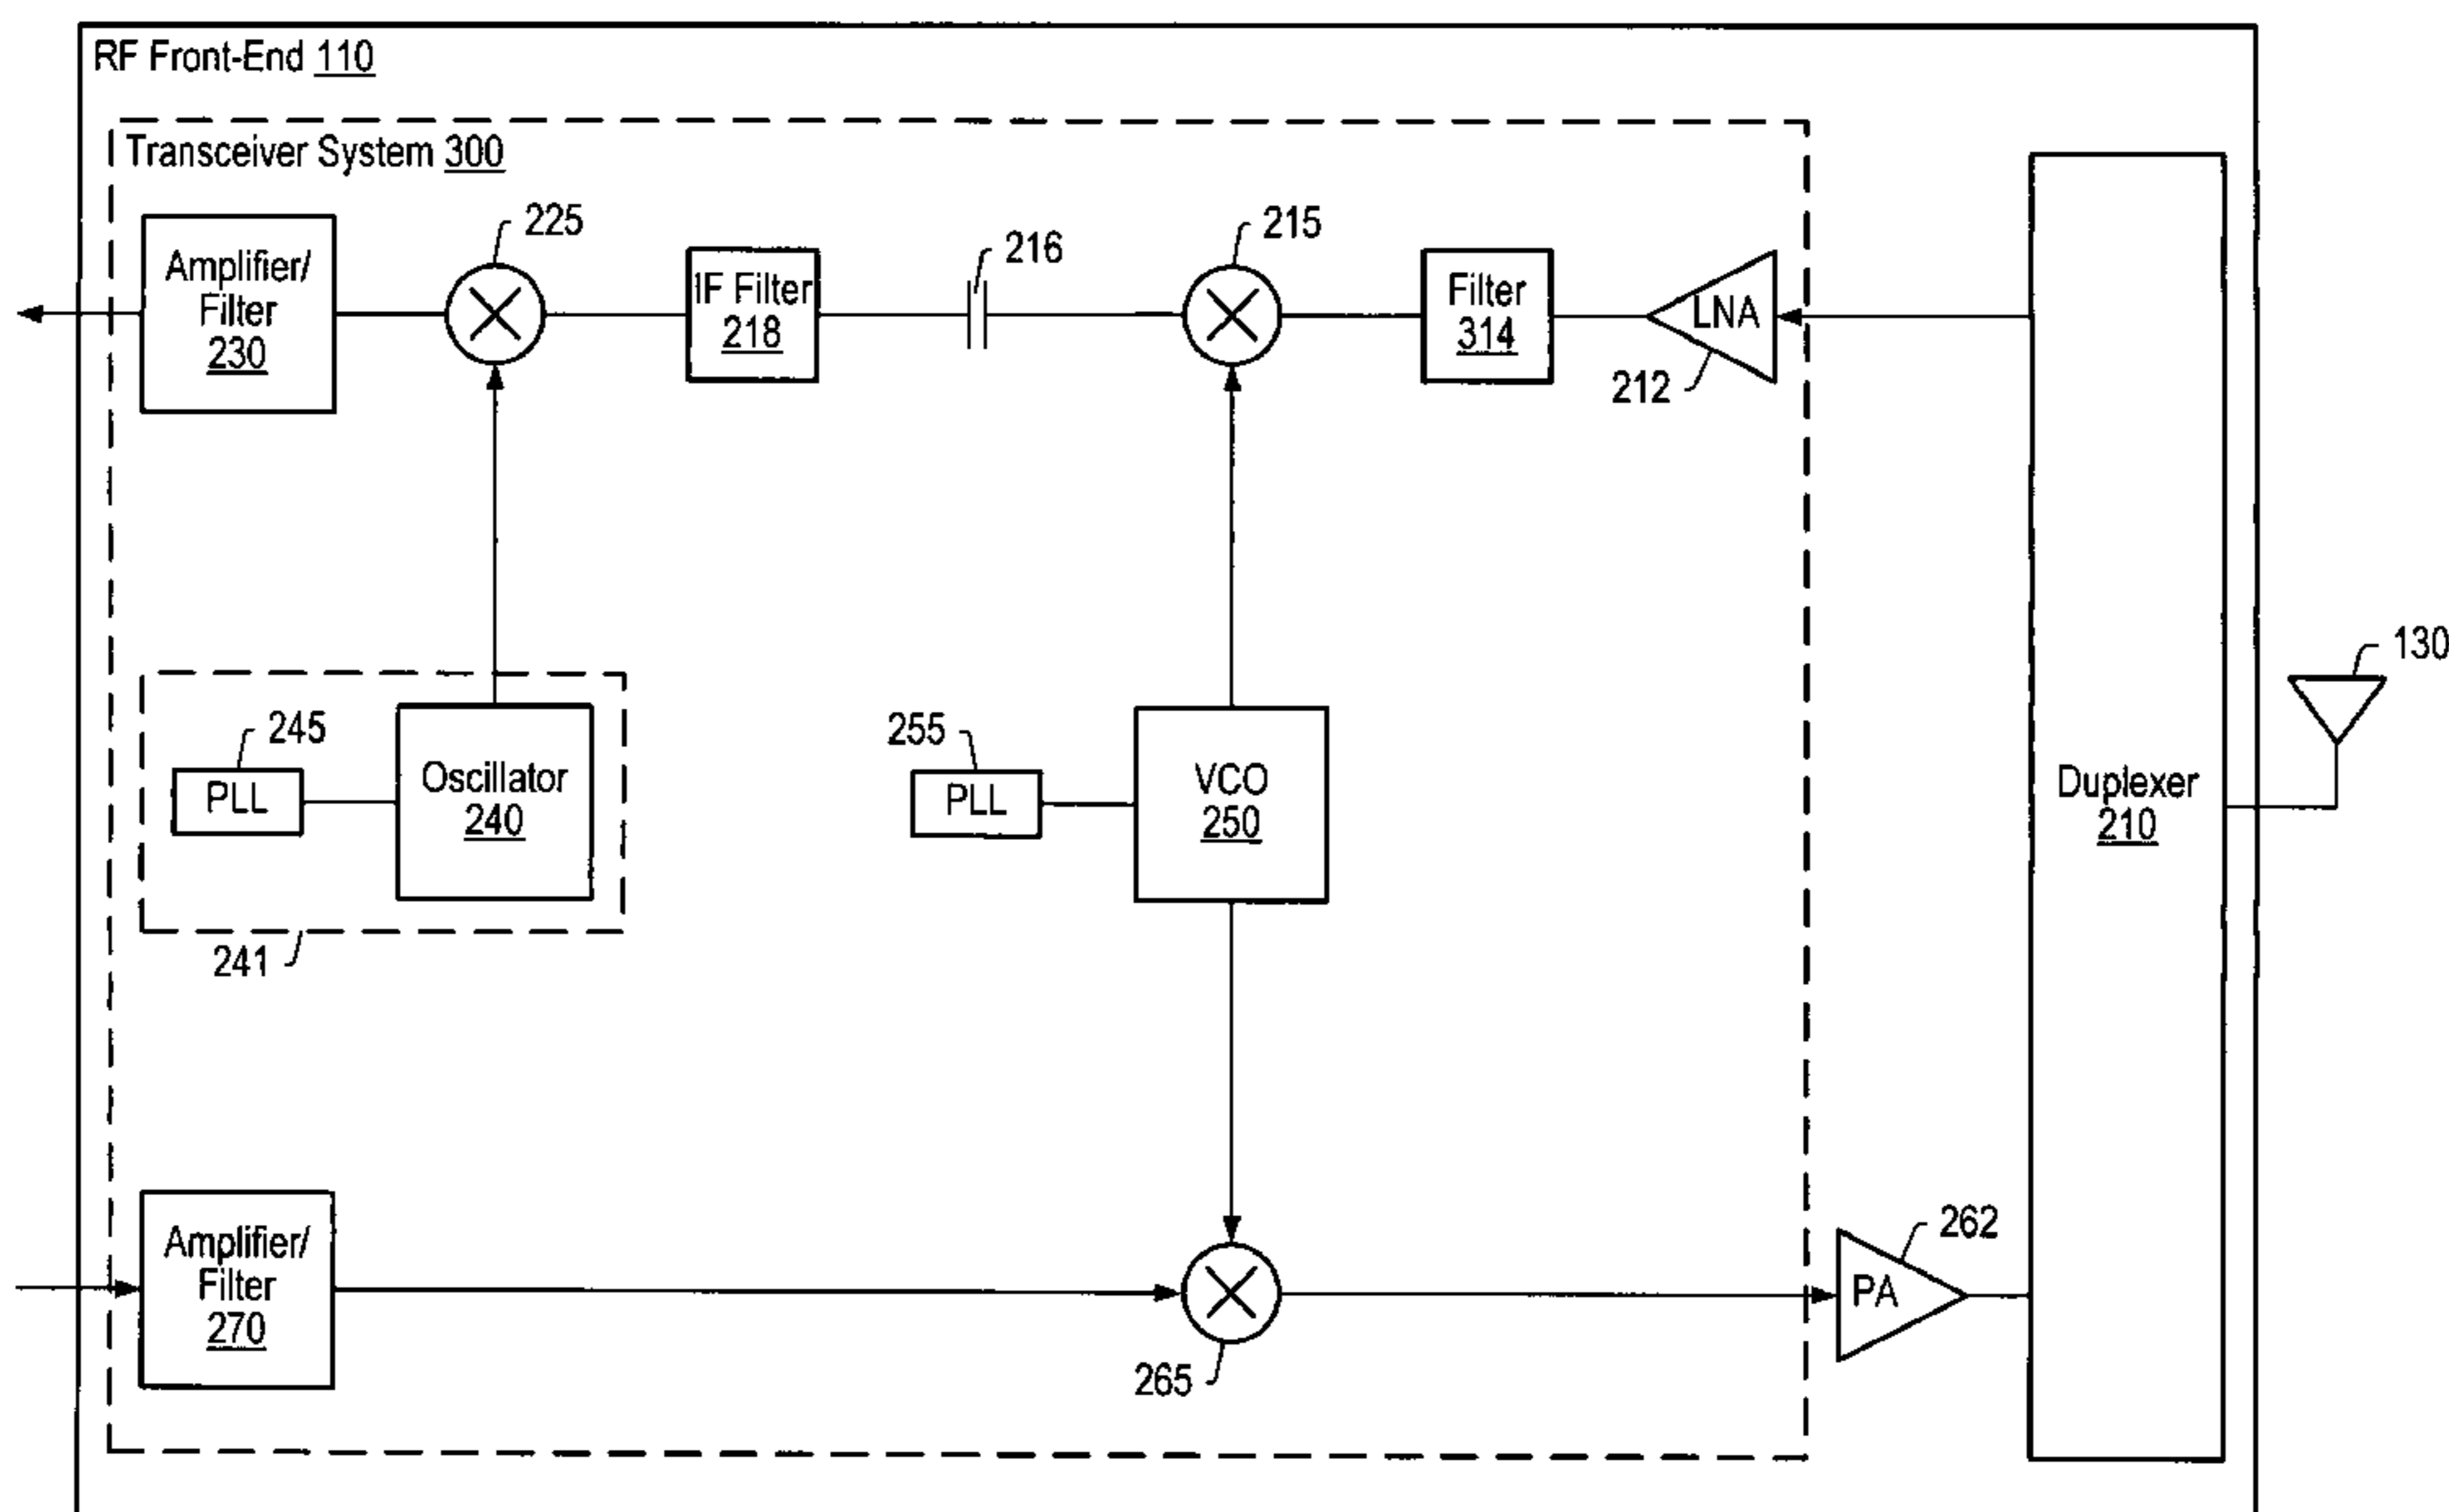 RF Front-End 110
Transceiver System 300
Amplifier/
Filter
230
225
IF Filter
218
216
215
Filter
314
LNA
212
245
PLL
Oscillator
240
241
255
PLL
VCO
250
130
Duplexer
210
Amplifier/
Filter
270
265
262
PA